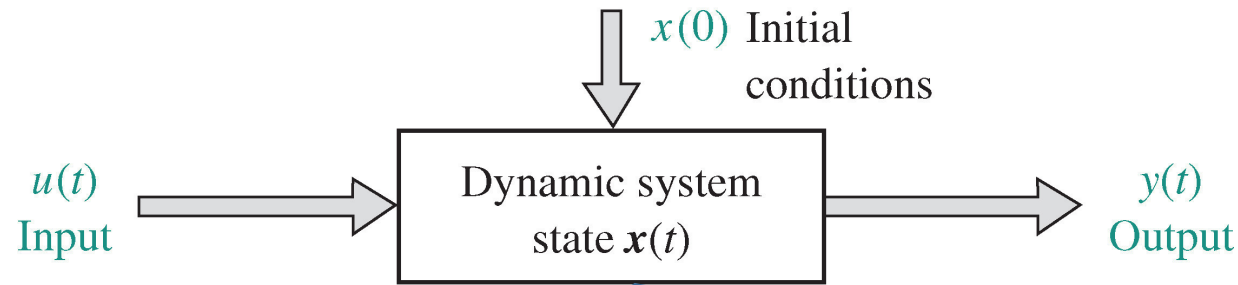 x(0) Initial
conditions
u(t)
Input
Dynamic system
state x(t)
y(t)
Output